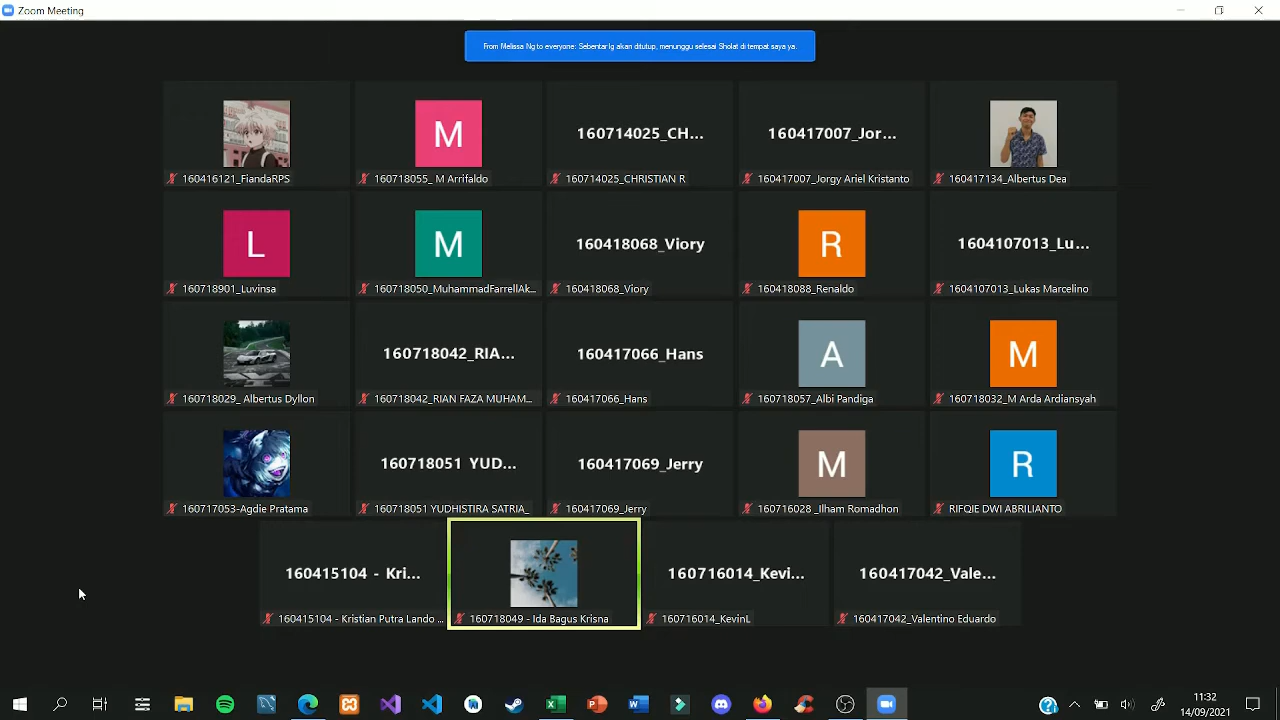 Zoom Meeting
From Melissa Ng to everyone: Sebentar lg akan ditutup, menunggu selesai Sholat di tempat saya ya.
M
160714025_CH...
160417007_Jor...
160416121_FiandaRPS
160718055_ M Arrifaldo
160714025_CHRISTIAN R
160417007_Jorgy Ariel Kristanto
160417134_Albertus Dea
L
M
160418068_Viory
R
1604107013_Lu...
160718901_Luvinsa
160718050_MuhammadFarrellAk...
160418068_Viory
160418088_Renaldo
1604107013_Lukas Marcelino
160718042_RIA...
160417066_Hans
A
M
160718029_ Albertus Dyllon
160718042_RIAN FAZA MUHAM...
160417066_Hans
160718057_Albi Pandiga
160718032_M Arda Ardiansyah
160718051 YUD...
160417069_Jerry
M
R
160717053-Agdie Pratama
160718051 YUDHISTIRA SATRIA_
160417069_Jerry
160716028 _Ilham Romadhon
RIFQIE DWI ABRILIANTO
160415104 - Kri...
160716014_Kevi...
160417042_Vale...
160415104 - Kristian Putra Lando ...
160718049 - Ida Bagus Krisna
160716014_KevinL
160417042_Valentino Eduardo
11:32
14/09/2021